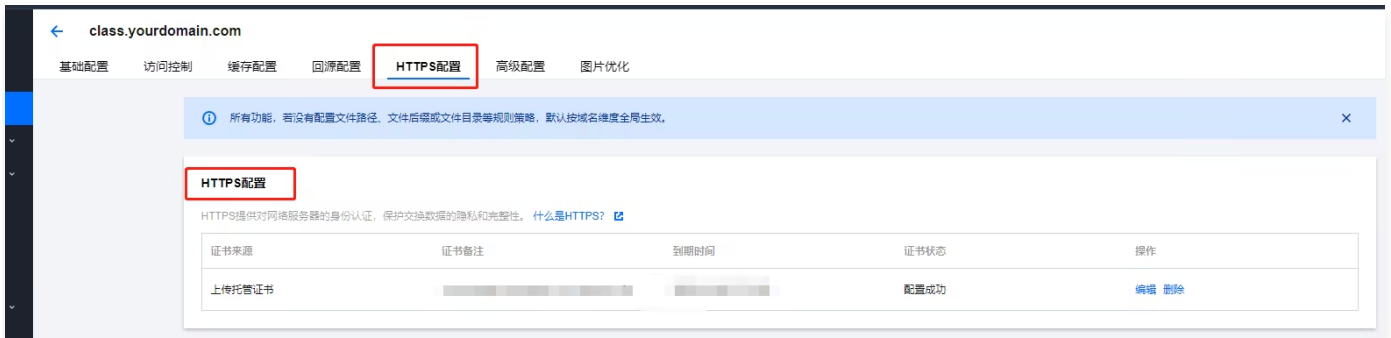 class.yourdomain.com
基础配置 访问控制 缓存配置 回源配置 HTTPS配置 高级配置 图片优化
所有功能，若没有配置文件路径、文件后缀或文件目录等规则策略，默认按域名维度全局生效。
HTTPS配置
HTTPS提供对网络服务器的身份认证，保护交换数据的隐私和完整性。 什么是HTTPS?
证书来源 证书备注 到期时间 证书状态 操作
上传托管证书 配置成功 编辑 删除